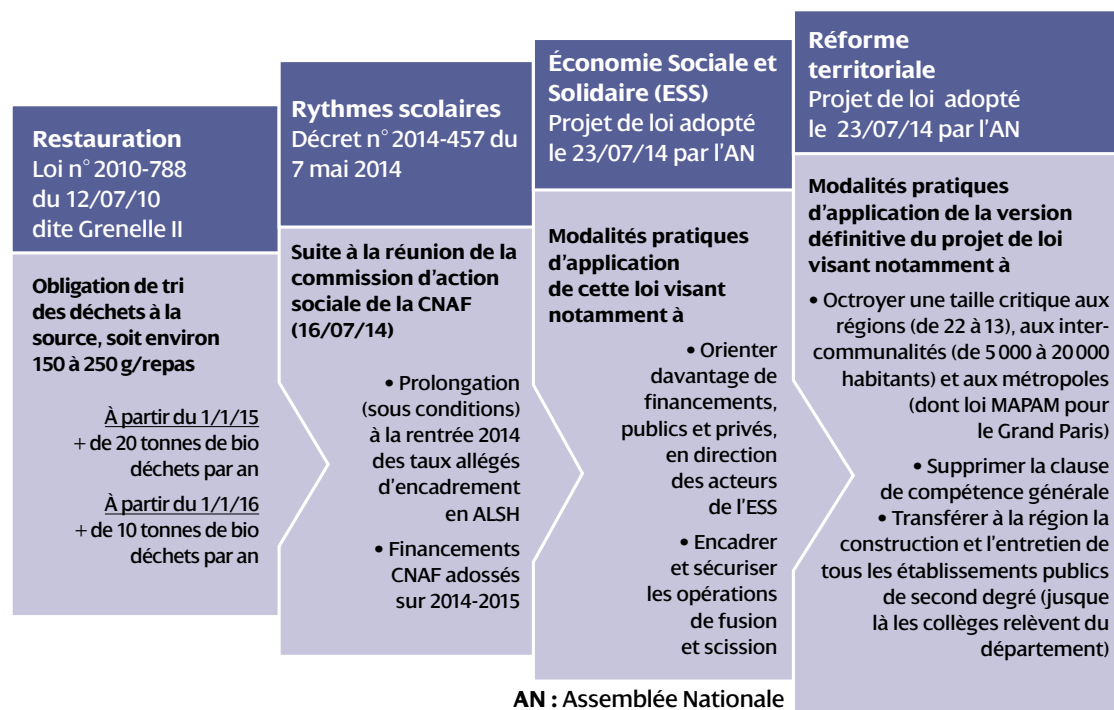 Restauration
Loi n° 2010-788
du 12/07/10
dite Grenelle II
Obligation de tri
des déchets à la
source, soit environ
150 à 250 g/repas
À partir du 1/1/15
+ de 20 tonnes de bio
déchets par an
À partir du 1/1/16
+ de 10 tonnes de bio
déchets par an
Rythmes scolaires
Décret n° 2014-457 du
7 mai 2014
Suite à la réunion de la
commission d'action
sociale de la CNAF
(16/07/14)
• Prolongation
(sous conditions)
à la rentrée 2014
des taux allégés
d'encadrement
en ALSH
• Financements
CNAF adossés
sur 2014-2015
Économie Sociale et
Solidaire (ESS)
Projet de loi adopté
le 23/07/14 par l'AN
Modalités pratiques
d'application
de cette loi visant
notamment à
• Orienter
davantage de
financements,
publics et privés,
en direction
des acteurs
de l'ESS
• Encadrer
et sécuriser
les opérations
de fusion
et scission
Réforme
territoriale
Projet de loi adopté
le 23/07/14 par l'AN
Modalités pratiques
d'application de la version
définitive du projet de loi
visant notamment à
• Octroyer une taille critique aux
régions (de 22 à 13), aux inter-
communalités (de 5 000 à 20 000
habitants) et aux métropoles
(dont loi MAPAM pour
le Grand Paris)
• Supprimer la clause
de compétence générale
• Transférer à la région la
construction et l'entretien de
tous les établissements publics
de second degré (jusque
là les collèges relèvent du
département)
AN : Assemblée Nationale